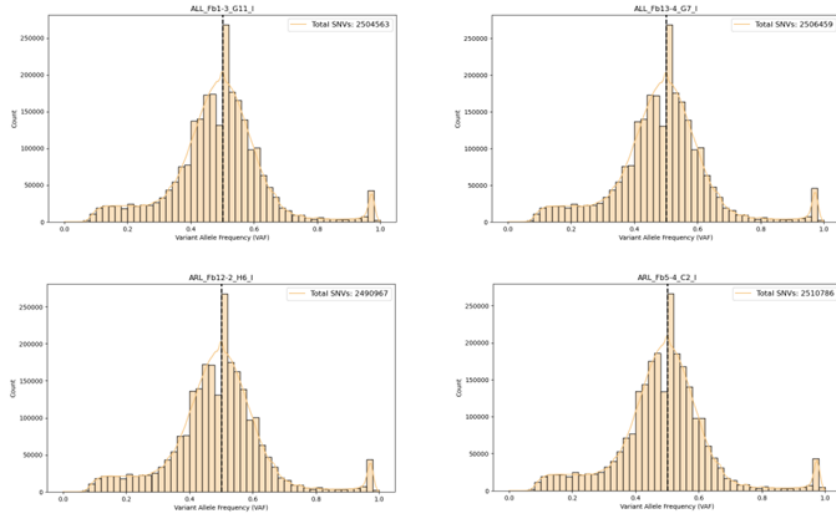 ALL_Fb1-3_G11_I
Total SNVs: 2504563
250000
200000
150000
100000
50000
0
Count
0.0 0.2 0.4 0.6 0.8 1.0
Variant Allele Frequency (VAF)
ALL_Fb13-4_G7_I
Total SNVs: 2506459
250000
200000
150000
100000
50000
0
Count
0.0 0.2 0.4 0.6 0.8 1.0
Variant Allele Frequency (VAF)
ARL_Fb12-2_H6_I
Total SNVs: 2490967
250000
200000
150000
100000
50000
0
Count
0.0 0.2 0.4 0.6 0.8 1.0
Variant Allele Frequency (VAF)
ARL_Fb5-4_C2_I
Total SNVs: 2510786
250000
200000
150000
100000
50000
0
Count
0.0 0.2 0.4 0.6 0.8 1.0
Variant Allele Frequency (VAF)